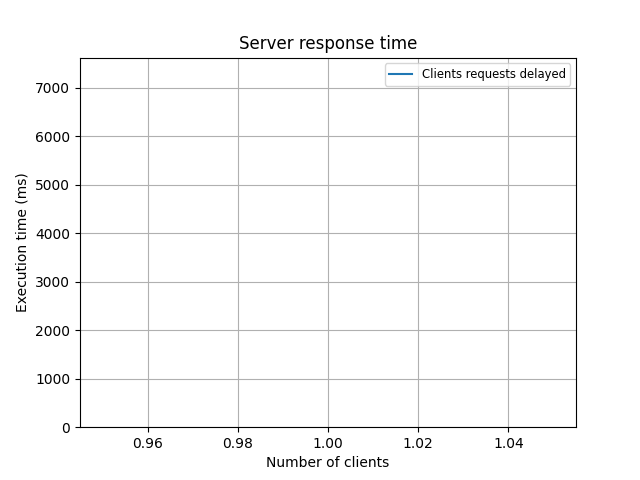 Server response time
Clients requests delayed
7000
6000
5000
4000
3000
2000
1000
0
Execution time (ms)
0.96 0.98 1.00 1.02 1.04
Number of clients